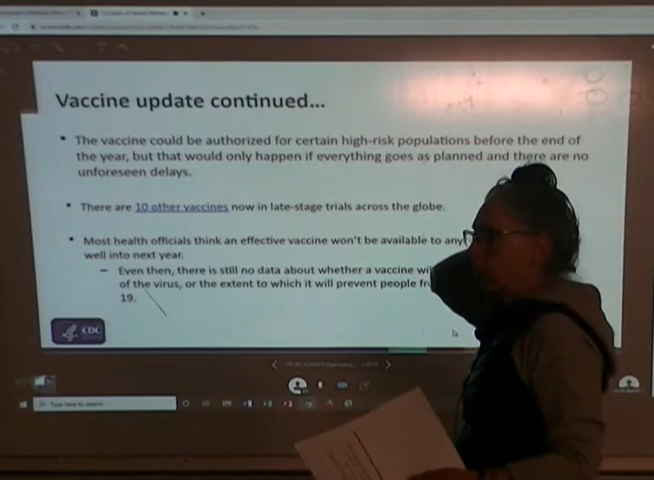 Vaccine update continued...
• The vaccine could be authorized for certain high-risk populations before the end of
the year, but that would only happen if everything goes as planned and there are no
unforeseen delays.
• There are 10 other vaccines now in late-stage trials across the globe.
• Most health officials think an effective vaccine won't be available to any
well into next year.
– Even then, there is still no data about whether a vaccine
of the virus, or the extent to which it will prevent people
19.
CDC
Type here to search